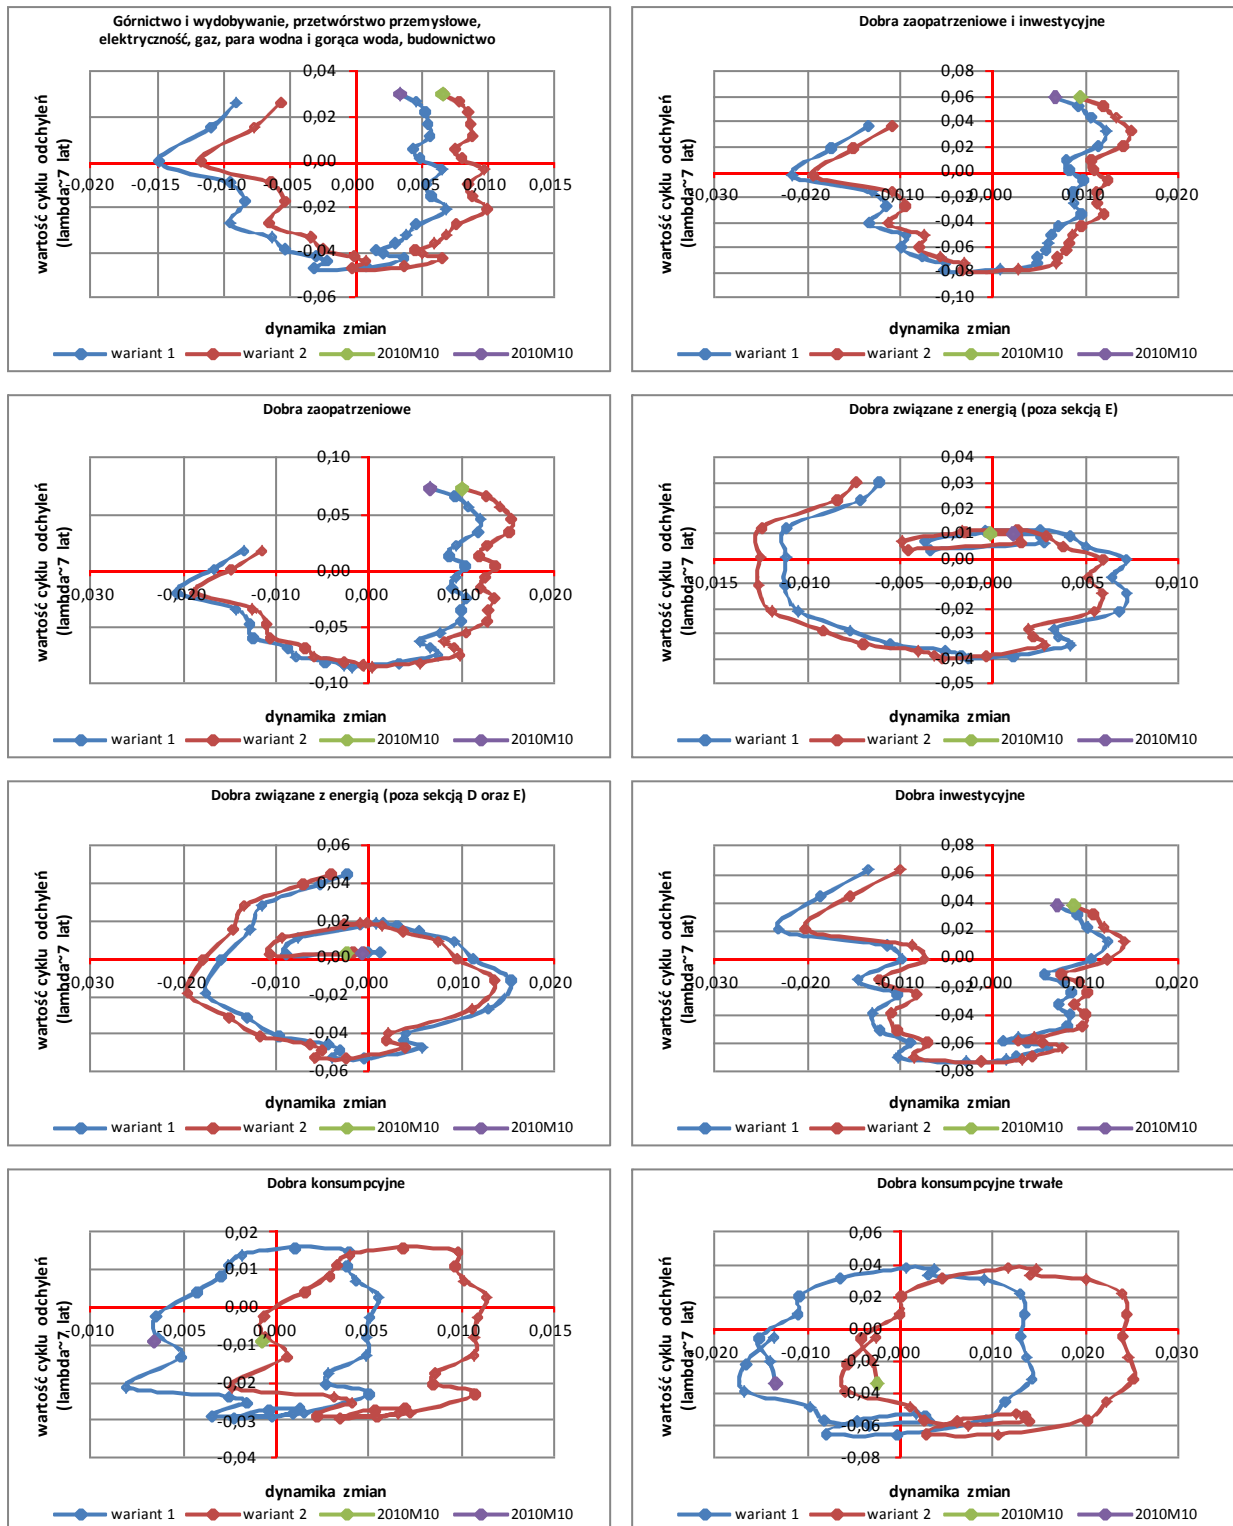 Górnictwo i wydobywanie, przetwórstwo przemysłowe,
elektryczność, gaz, para wodna i gorąca woda, budownictwo
wartość cyklu odchyleń
(lambda~7 lat)
0,04
0,02
0,00
-0,02
-0,04
-0,06
-0,020 -0,015 -0,010 -0,005 0,000 0,005 0,010 0,015
dynamika zmian
wariant 1 wariant 2 2010M10 2010M10
Dobra zaopatrzeniowe i inwestycyjne
wartość cyklu odchyleń
(lambda~7 lat)
0,08
0,06
0,04
0,02
0,00
-0,02
-0,04
-0,06
-0,08
-0,10
-0,030 -0,020 -0,010 0,000 0,010 0,020
dynamika zmian
wariant 1 wariant 2 2010M10 2010M10
Dobra zaopatrzeniowe
wartość cyklu odchyleń
(lambda~7 lat)
0,10
0,05
0,00
-0,05
-0,10
-0,030 -0,020 -0,010 0,000 0,010 0,020
dynamika zmian
wariant 1 wariant 2 2010M10 2010M10
Dobra związane z energią (poza sekcją E)
wartość cyklu odchyleń
(lambda~7 lat)
0,04
0,03
0,02
0,01
0,00
-0,01
-0,02
-0,03
-0,04
-0,05
-0,015 -0,010 -0,005 0,000 0,005 0,010
dynamika zmian
wariant 1 wariant 2 2010M10 2010M10
Dobra związane z energią (poza sekcją D oraz E)
wartość cyklu odchyleń
(lambda~7 lat)
0,06
0,04
0,02
0,00
-0,02
-0,04
-0,06
-0,030 -0,020 -0,010 0,000 0,010 0,020
dynamika zmian
wariant 1 wariant 2 2010M10 2010M10
Dobra inwestycyjne
wartość cyklu odchyleń
(lambda~7 lat)
0,08
0,06
0,04
0,02
0,00
-0,02
-0,04
-0,06
-0,08
-0,030 -0,020 -0,010 0,000 0,010 0,020
dynamika zmian
wariant 1 wariant 2 2010M10 2010M10
Dobra konsumpcyjne
wartość cyklu odchyleń
(lambda~7 lat)
0,02
0,01
0,00
-0,01
-0,02
-0,03
-0,04
-0,010 -0,005 0,000 0,005 0,010 0,015
dynamika zmian
wariant 1 wariant 2 2010M10 2010M10
Dobra konsumpcyjne trwałe
wartość cyklu odchyleń
(lambda~7 lat)
0,06
0,04
0,02
0,00
-0,02
-0,04
-0,06
-0,08
-0,020 -0,010 0,000 0,010 0,020 0,030
dynamika zmian
wariant 1 wariant 2 2010M10 2010M10